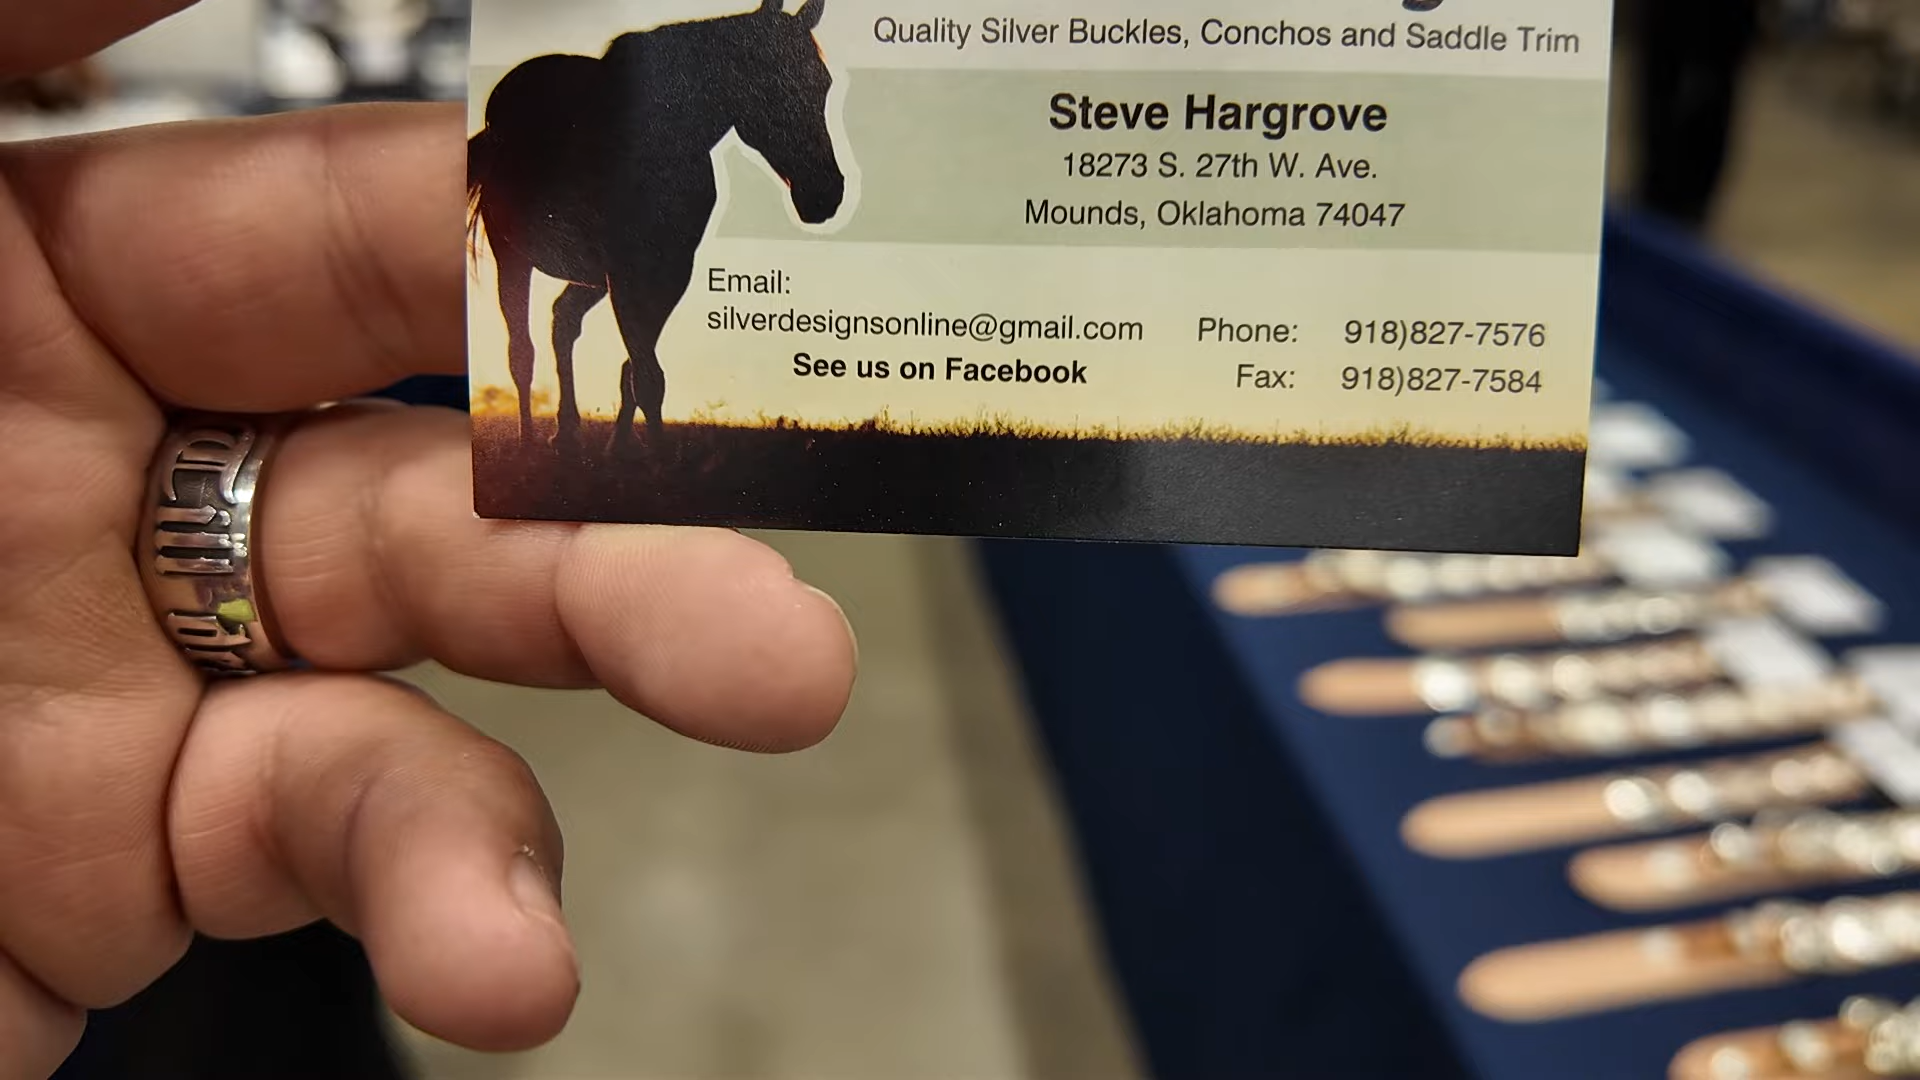 Quality Silver Buckles, Conchos and Saddle Trim
Steve Hargrove
18273 S. 27th W. Ave.
Mounds, Oklahoma 74047
Email:
silverdesignsonline@gmail.com
See us on Facebook
Phone: 918)827-7576
Fax: 918)827-7584